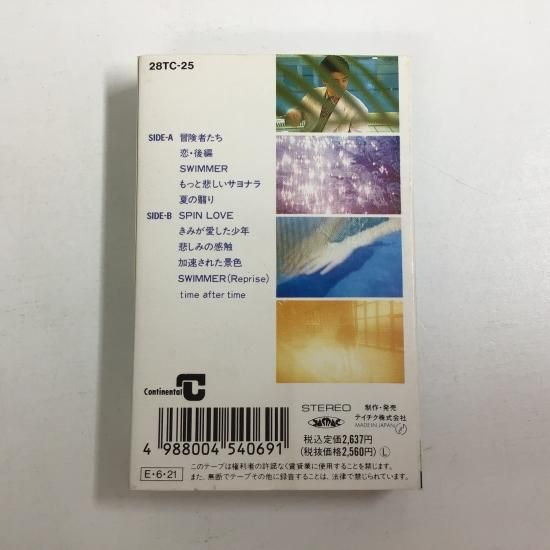 28TC-25
SIDE-A 冒険者たち
恋・後編
SWIMMER
もっと悲しいサヨナラ
夏の翳り
SIDE-B SPIN LOVE
きみが愛した少年
悲しみの感触
加速された景色
SWIMMER(Reprise)
time after time
Continental
STEREO
制作・発売
テイチク株式会社
MADE IN JAPAN
4 988004 540691
税込定価2,637円
(税抜価格2,560円) Ⓛ
E・6・21
このテープは権利者の許諾なく賃貸業に使用することを禁じます。
また、無断でテープその他に録音することは、法律で禁じられています。